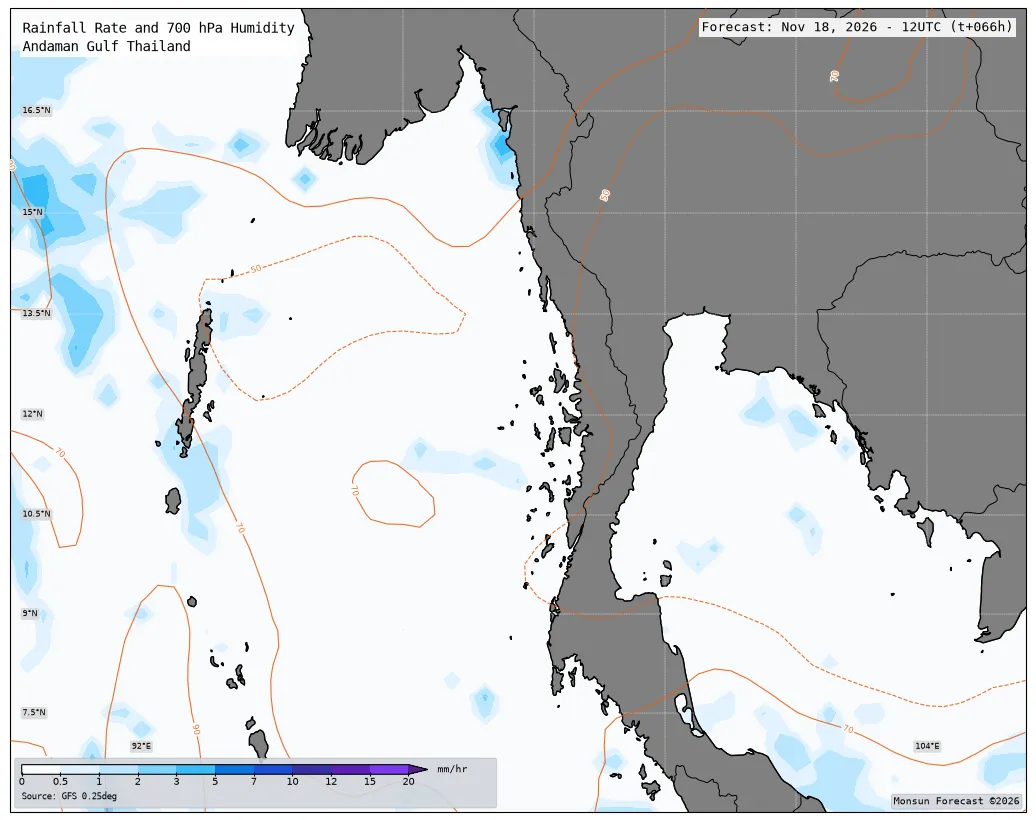 Rainfall Rate and 700 hPa Humidity
Andaman Gulf Thailand
Forecast: Nov 18, 2026 - 12UTC (t+066h)
70
16.5°N
50
15°N
50
13.5°N
12°N
70
70
10.5°N
70
9°N
7.5°N
90
70
92°E
104°E
0 0.5 1 2 3 5 7 10 12 15 20 mm/hr
Source: GFS 0.25deg
Monsun Forecast ©2026